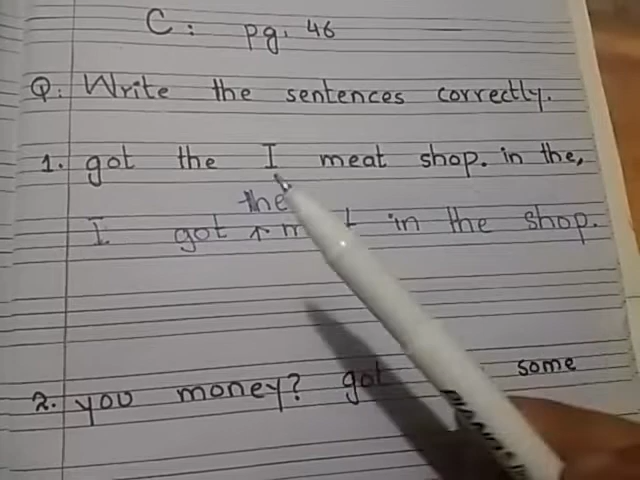 C: pg. 46
Q. Write the sentences correctly.
1. got the I meat shop. in the,
the
I got ↑ in the shop.
2. you money? got some